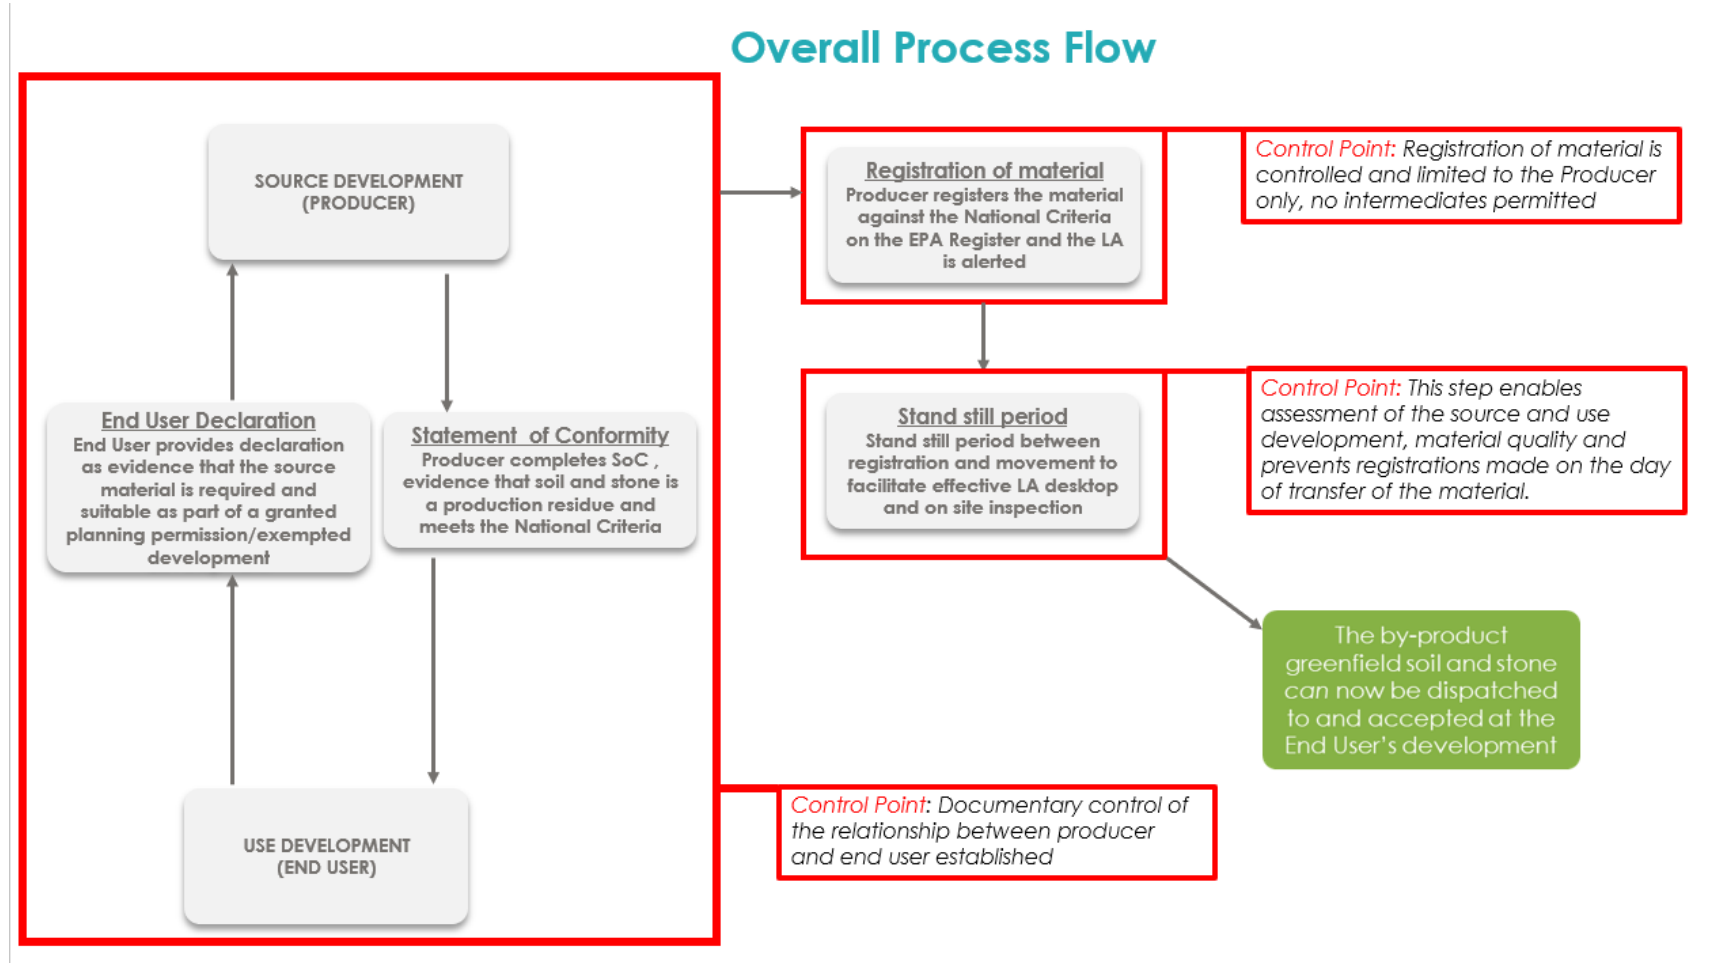 Overall Process Flow
SOURCE DEVELOPMENT
(PRODUCER)
End User Declaration
End User provides declaration
as evidence that the source
material is required and
suitable as part of a granted
planning permission/exempted
development
Statement of Conformity
Producer completes SoC ,
evidence that soil and stone is
a production residue and
meets the National Criteria
USE DEVELOPMENT
(END USER)
Control Point: Documentary control of
the relationship between producer
and end user established
Registration of material
Producer registers the material
against the National Criteria
on the EPA Register and the LA
is alerted
Control Point: Registration of material is
controlled and limited to the Producer
only, no intermediates permitted
Stand still period
Stand still period between
registration and movement to
facilitate effective LA desktop
and on site inspection
Control Point: This step enables
assessment of the source and use
development, material quality and
prevents registrations made on the day
of transfer of the material.
The by-product
greenfield soil and stone
can now be dispatched
to and accepted at the
End User's development